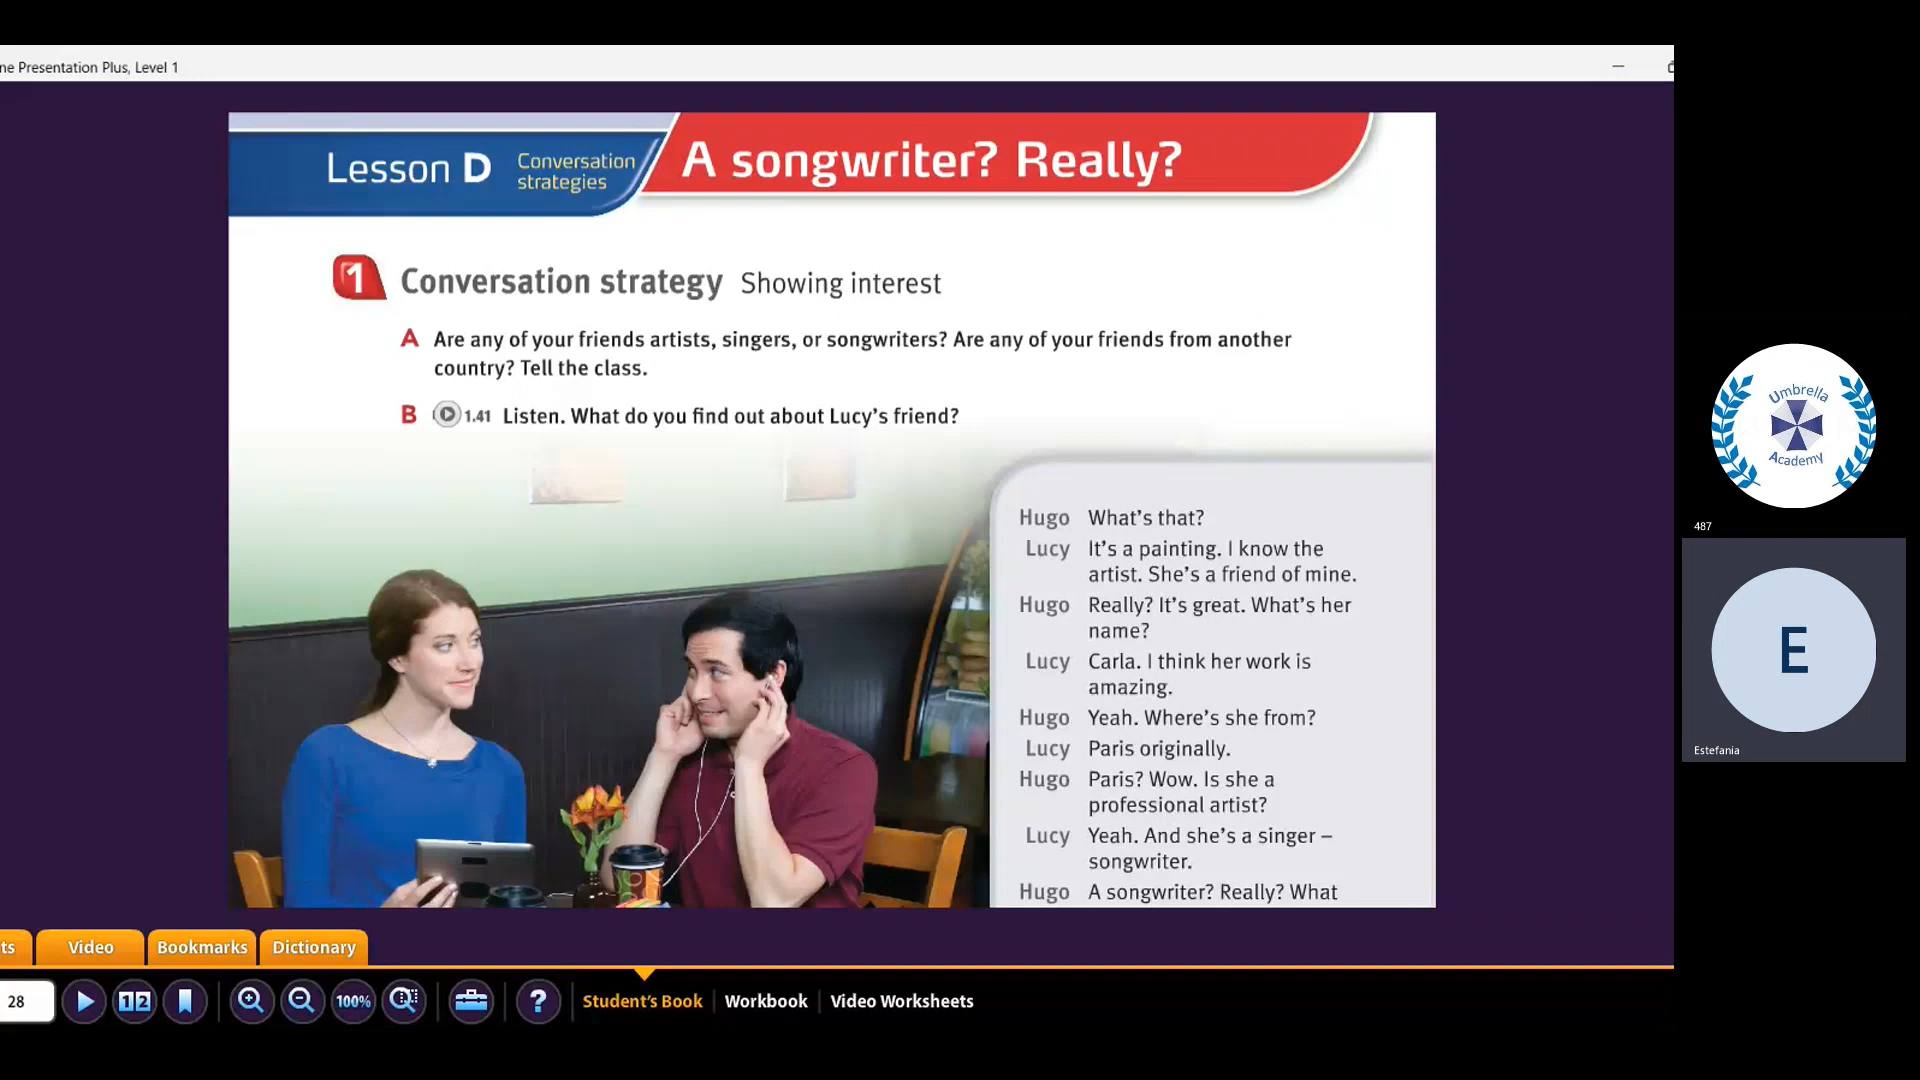 ne Presentation Plus, Level 1
Lesson D
Conversation
strategies
A songwriter? Really?
1 Conversation strategy Showing interest
A Are any of your friends artists, singers, or songwriters? Are any of your friends from another
country? Tell the class.
B 1.41 Listen. What do you find out about Lucy's friend?
Hugo What's that?
Lucy It's a painting. I know the
artist. She's a friend of mine.
Hugo Really? It's great. What's her
name?
Lucy Carla. I think her work is
amazing.
Hugo Yeah. Where's she from?
Lucy Paris originally.
Hugo Paris? Wow. Is she a
professional artist?
Lucy Yeah. And she's a singer –
songwriter.
Hugo A songwriter? Really? What
Umbrella
Academy
487
E
Estefania
ts Video Bookmarks Dictionary
28 1 2 100% ? Student's Book Workbook Video Worksheets